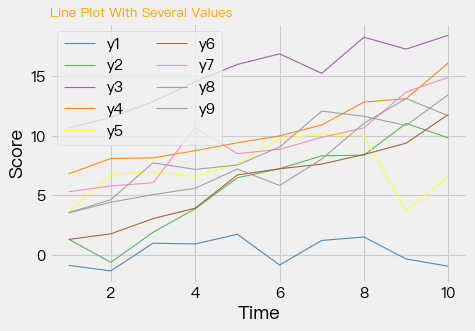 Line Plot With Several Values
y1
y2
y3
y4
y5
y6
y7
y8
y9
15
10
5
0
Score
2
4
6
8
10
Time